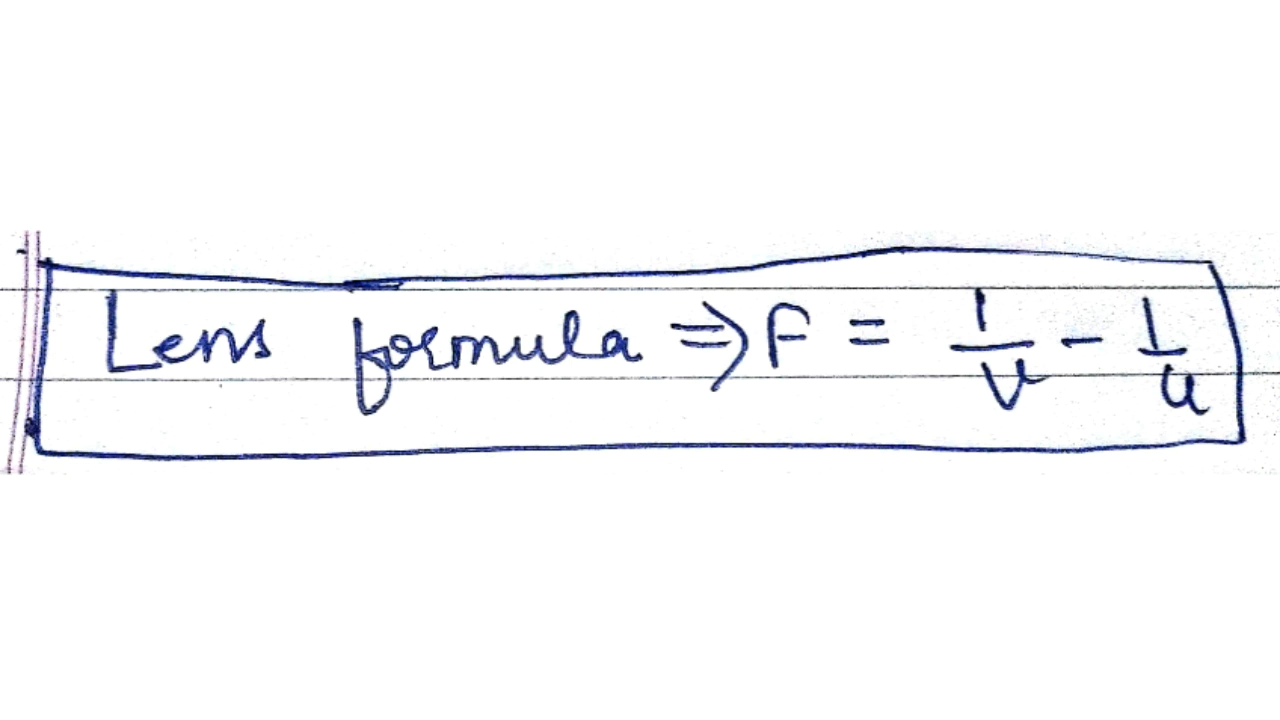 Lens formula ⇒ F = 1/v - 1/u